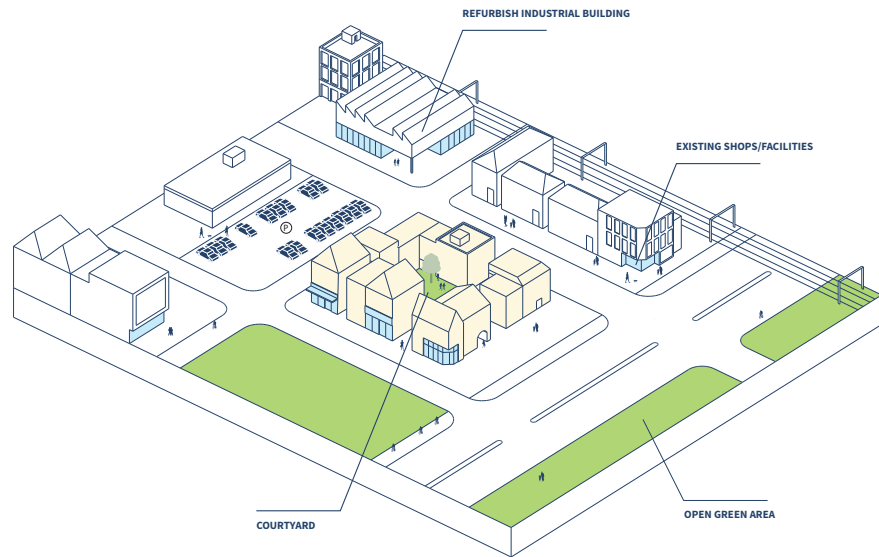 REFURBISH INDUSTRIAL BUILDING
EXISTING SHOPS/FACILITIES
P
COURTYARD
OPEN GREEN AREA